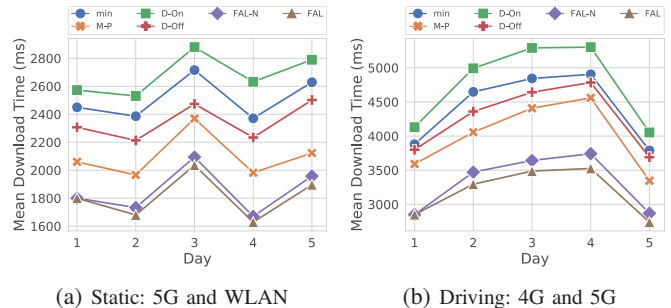 min D-On FAL-N FAL
M-P D-Off
Mean Download Time (ms)
2800
2600
2400
2200
2000
1800
1600
1 2 3 4 5
Day
(a) Static: 5G and WLAN
min D-On FAL-N FAL
M-P D-Off
Mean Download Time (ms)
5000
4500
4000
3500
3000
1 2 3 4 5
Day
(b) Driving: 4G and 5G